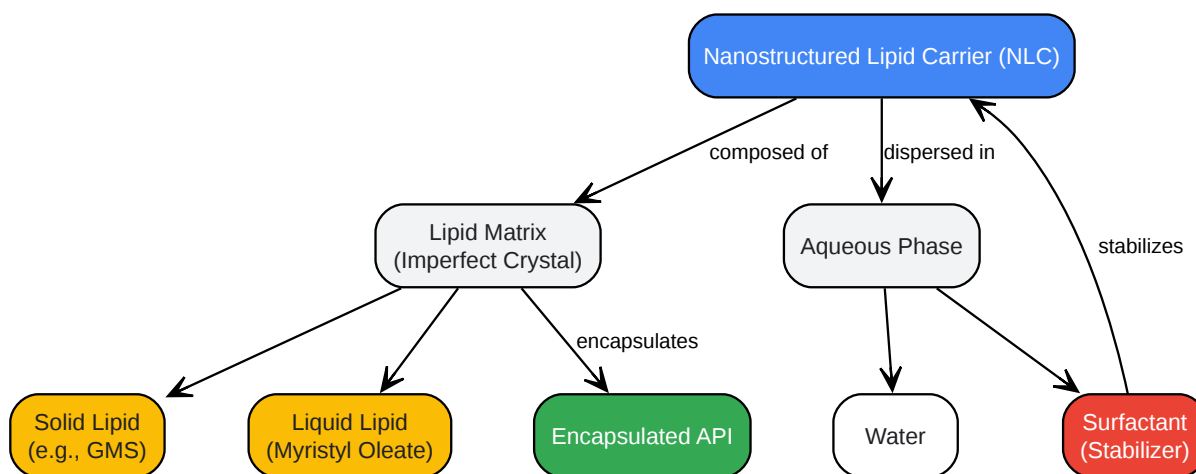 Nanostructured Lipid Carrier (NLC)
composed of
dispersed in
Lipid Matrix
(Imperfect Crystal)
Aqueous Phase
stabilizes
encapsulates
Solid Lipid
(e.g., GMS)
Liquid Lipid
(Myristyl Oleate)
Encapsulated API
Water
Surfactant
(Stabilizer)